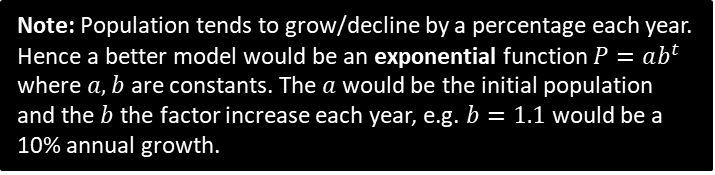 Note: Population tends to grow/decline by a percentage each year.
Hence a better model would be an exponential function P = abᵗ
where a, b are constants. The a would be the initial population
and the b the factor increase each year, e.g. b = 1.1 would be a
10% annual growth.